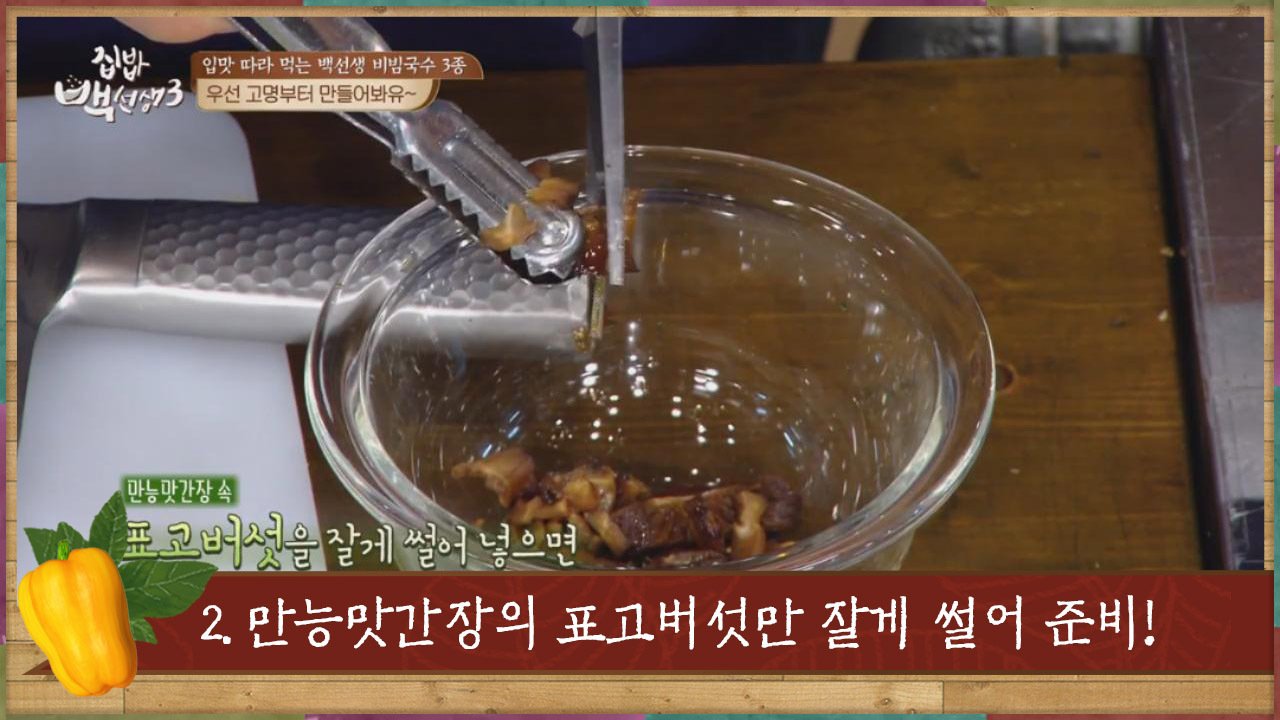 집밥
백선생3
입맛 따라 먹는 백선생 비빔국수 3종
우선 고명부터 만들어봐유~
만능맛간장 속
표고버섯을 잘게 썰어 넣으면
2. 만능맛간장의 표고버섯만 잘게 썰어 준비!